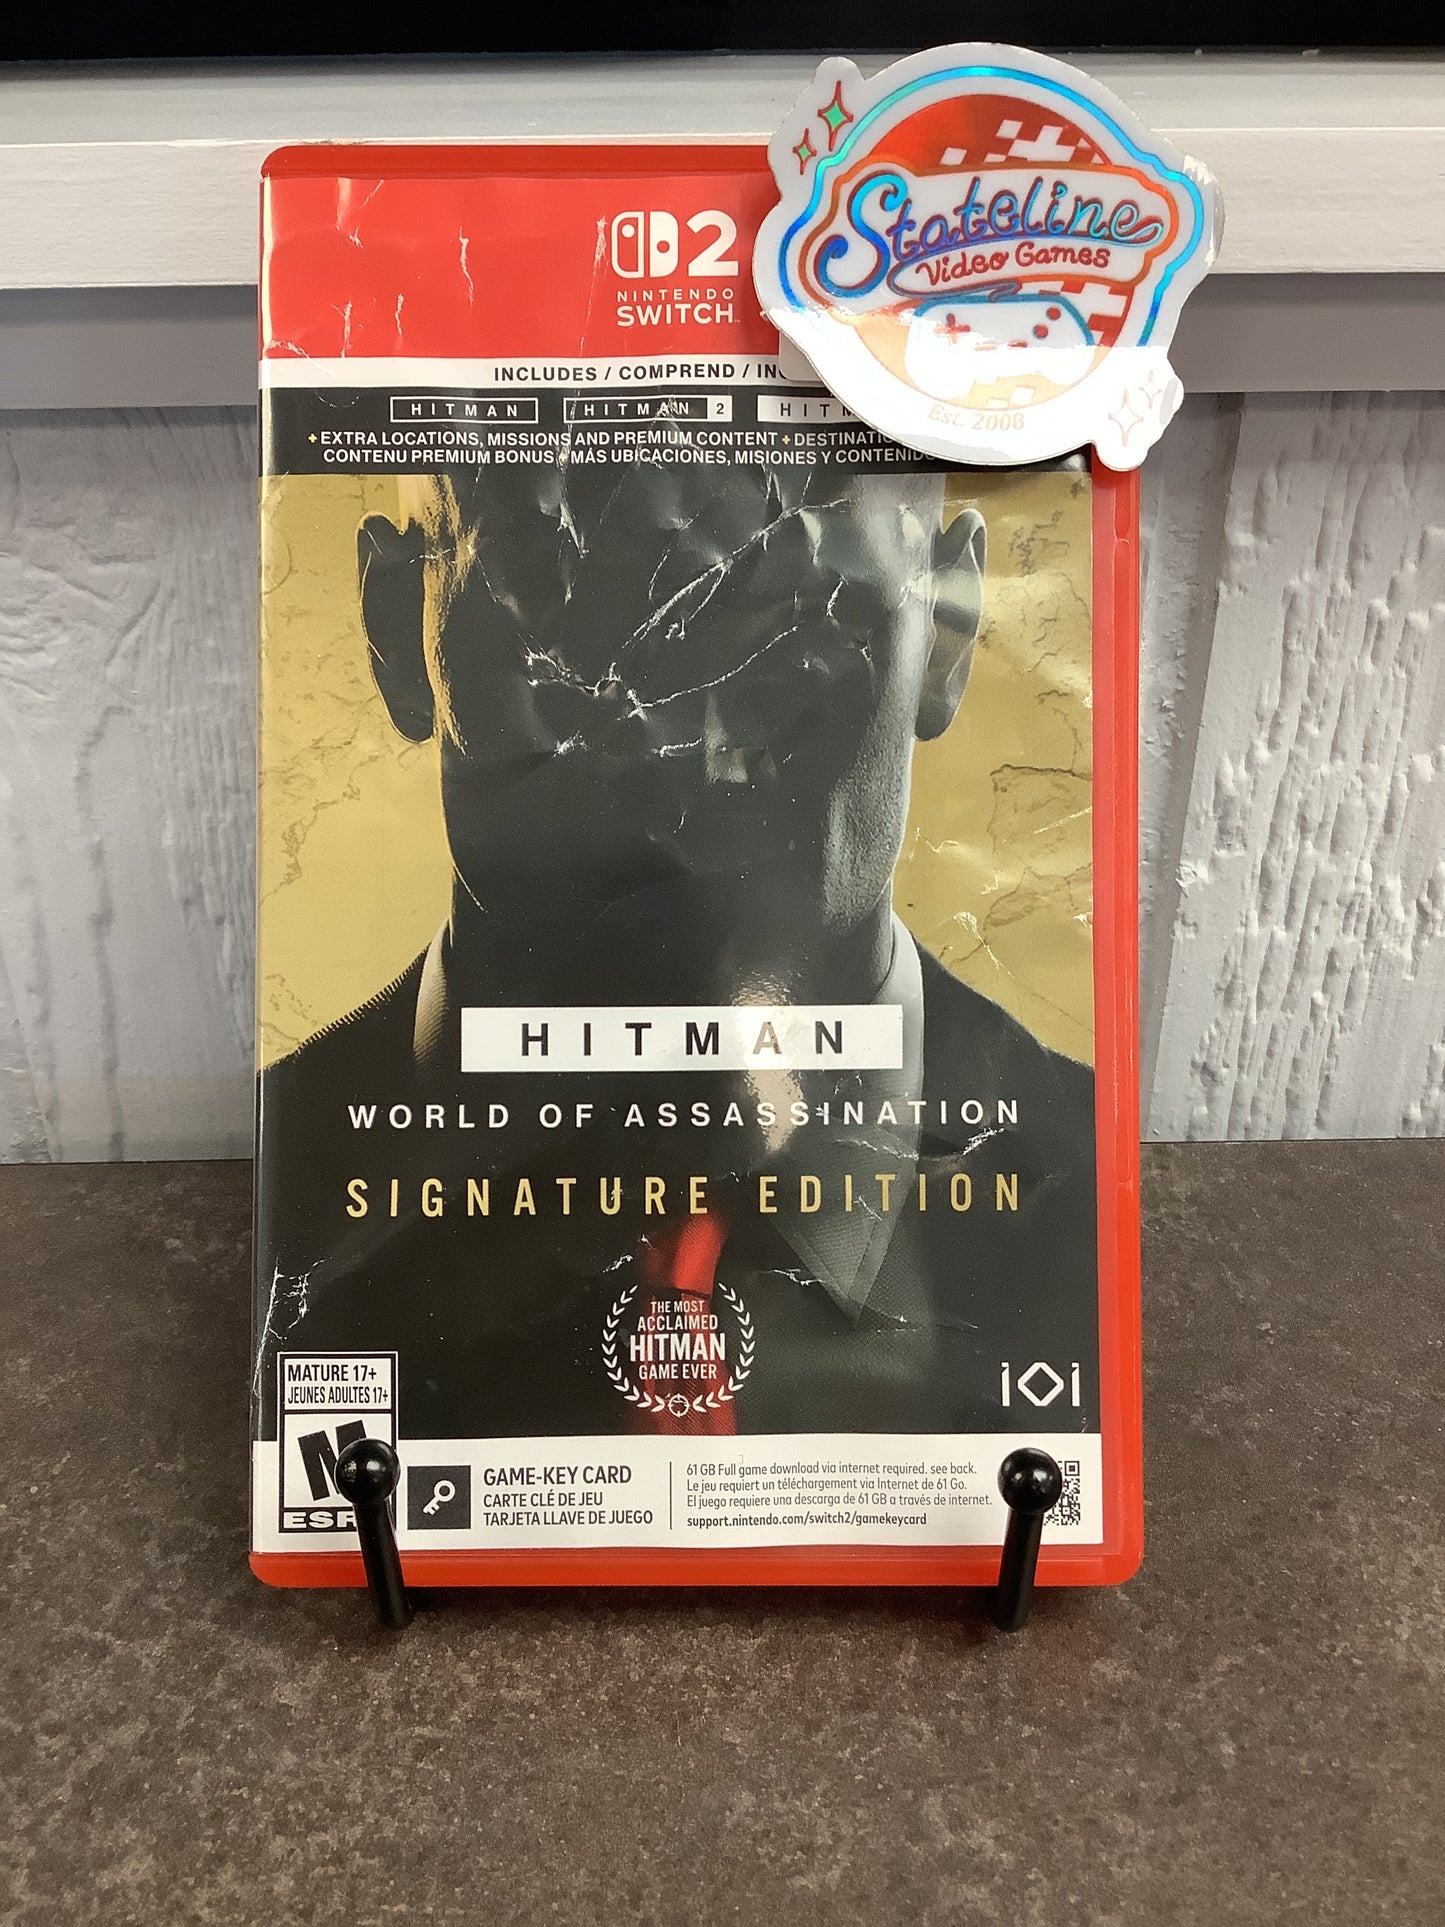 Stateline
Video Games
Est. 2008
2
NINTENDO
SWITCH™
INCLUDES / COMPREND /
HITMAN HITMAN 2
+ EXTRA LOCATIONS, MISSIONS AND PREMIUM CONTENT +
CONTENU PREMIUM BONUS + MÁS UBICACIONES, MISIONES Y
HITMAN
WORLD OF ASSASSINATION
SIGNATURE EDITION
THE MOST
ACCLAIMED
HITMAN
GAME EVER
iOi
MATURE 17+
JEUNES ADULTES 17+
M
GAME-KEY CARD
CARTE CLÉ DE JEU
TARJETA LLAVE DE JUEGO
61 GB Full game download via internet required. see back.
Le jeu requiert un téléchargement via Internet de 61 Go.
El juego requiere una descarga de 61 GB a través de internet.
support.nintendo.com/switch2/gamekeycard